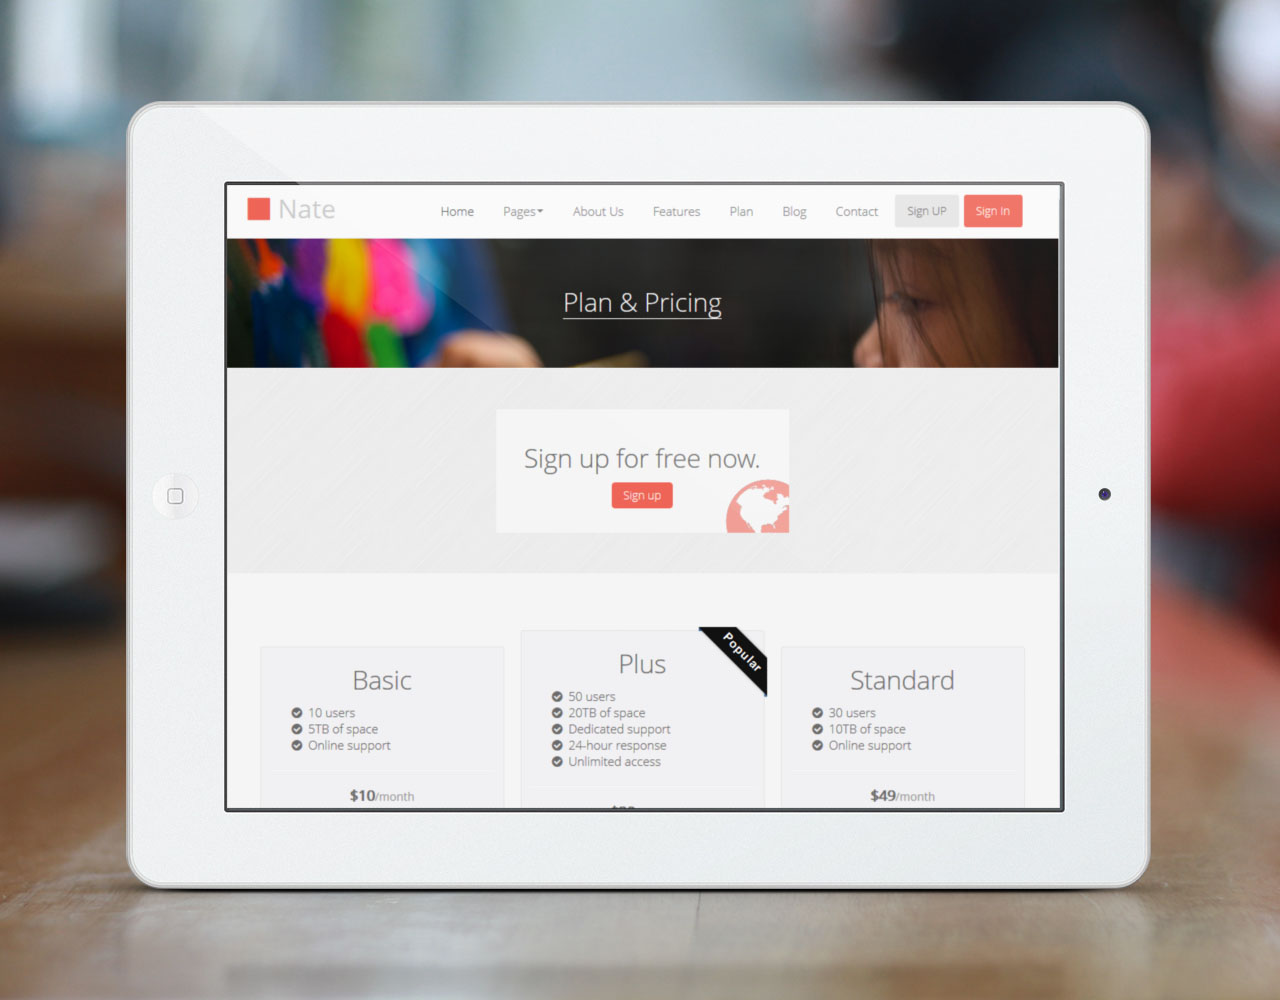 Nate
Home Pages About Us Features Plan Blog Contact Sign UP Sign In
Plan & Pricing
Sign up for free now.
Sign up
Popular
Basic
10 users
5TB of space
Online support
$10/month
Plus
50 users
20TB of space
Dedicated support
24-hour response
Unlimited access
Standard
30 users
10TB of space
Online support
$49/month